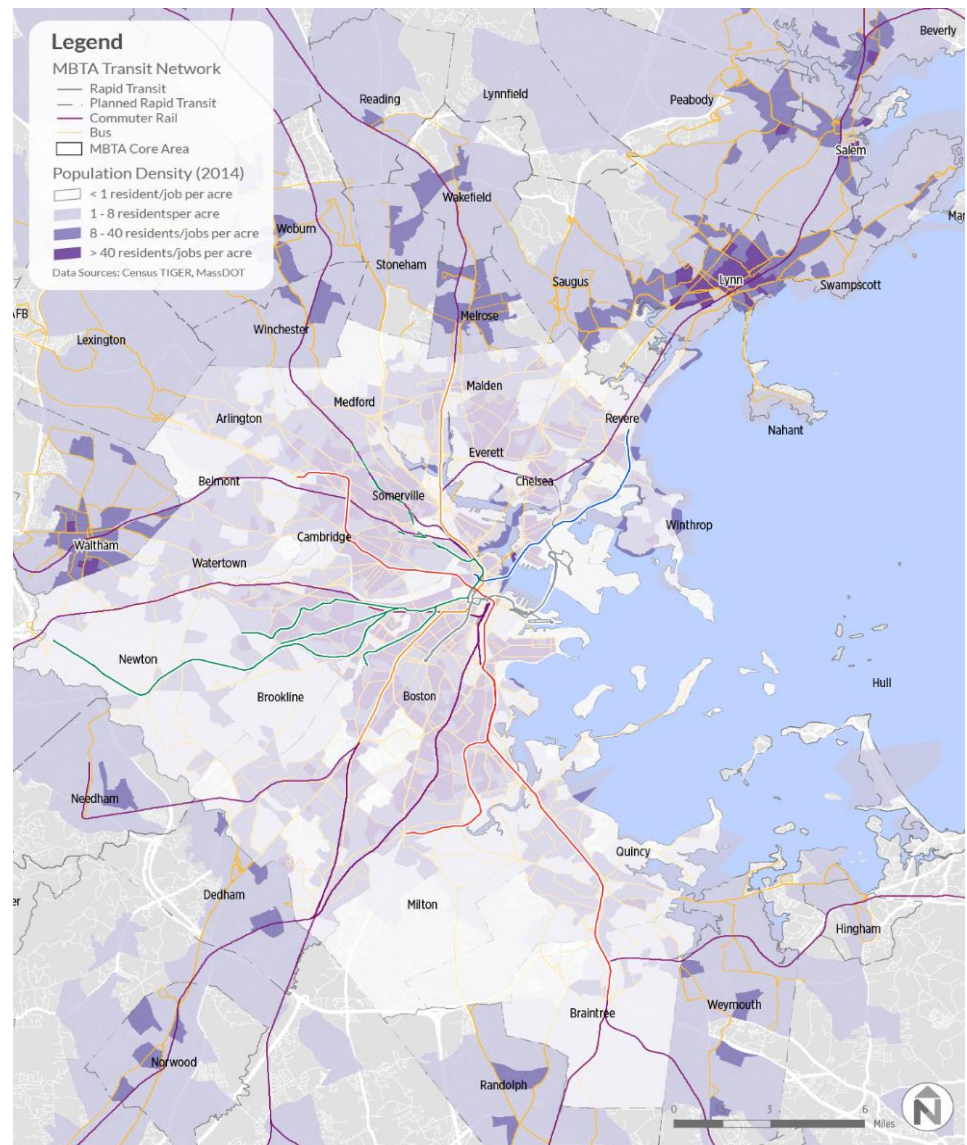 Legend
MBTA Transit Network
Rapid Transit
Planned Rapid Transit
Commuter Rail
Bus
MBTA Core Area
Population Density (2014)
< 1 resident/job per acre
1 - 8 residentsper acre
8 - 40 residents/jobs per acre
> 40 residents/jobs per acre
Data Sources: Census TIGER, MassDOT
Beverly
Reading
Lynnfield
Peabody
Salem
Wakefield
Woburn
Stoneham
Lynn
Saugus
Swampscott
AFB
Melrose
Winchester
Lexington
Malden
Medford
Arlington
Revere
Nahant
Everett
Belmont
Chelsea
Somerville
Winthrop
Cambridge
Waltham
Watertown
Newton
Hull
Brookline
Boston
Needham
Quincy
Dedham
Milton
Hingham
Weymouth
Braintree
Norwood
Randolph
0 1.5 3 6
Miles
N